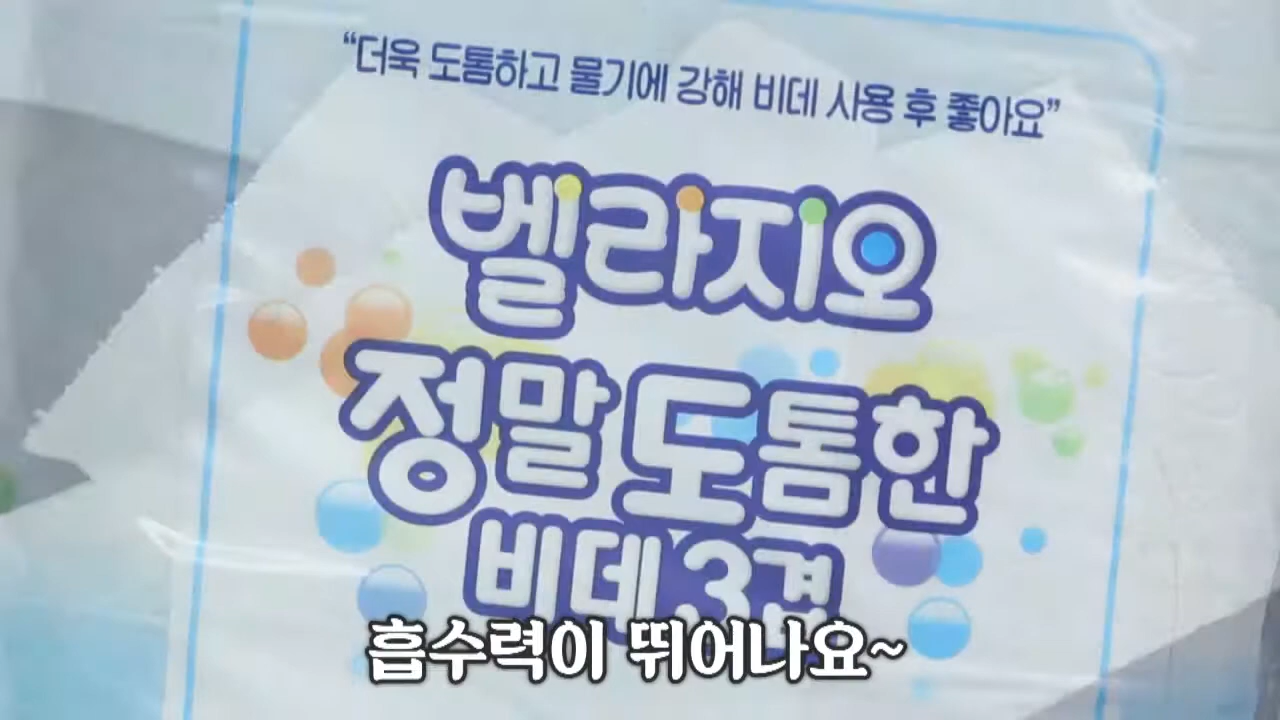 “더욱 도톰하고 물기에 강해 비데 사용 후 좋아요”
벨라지오
정말 도톰한
비데 3겹
흡수력이 뛰어나요~